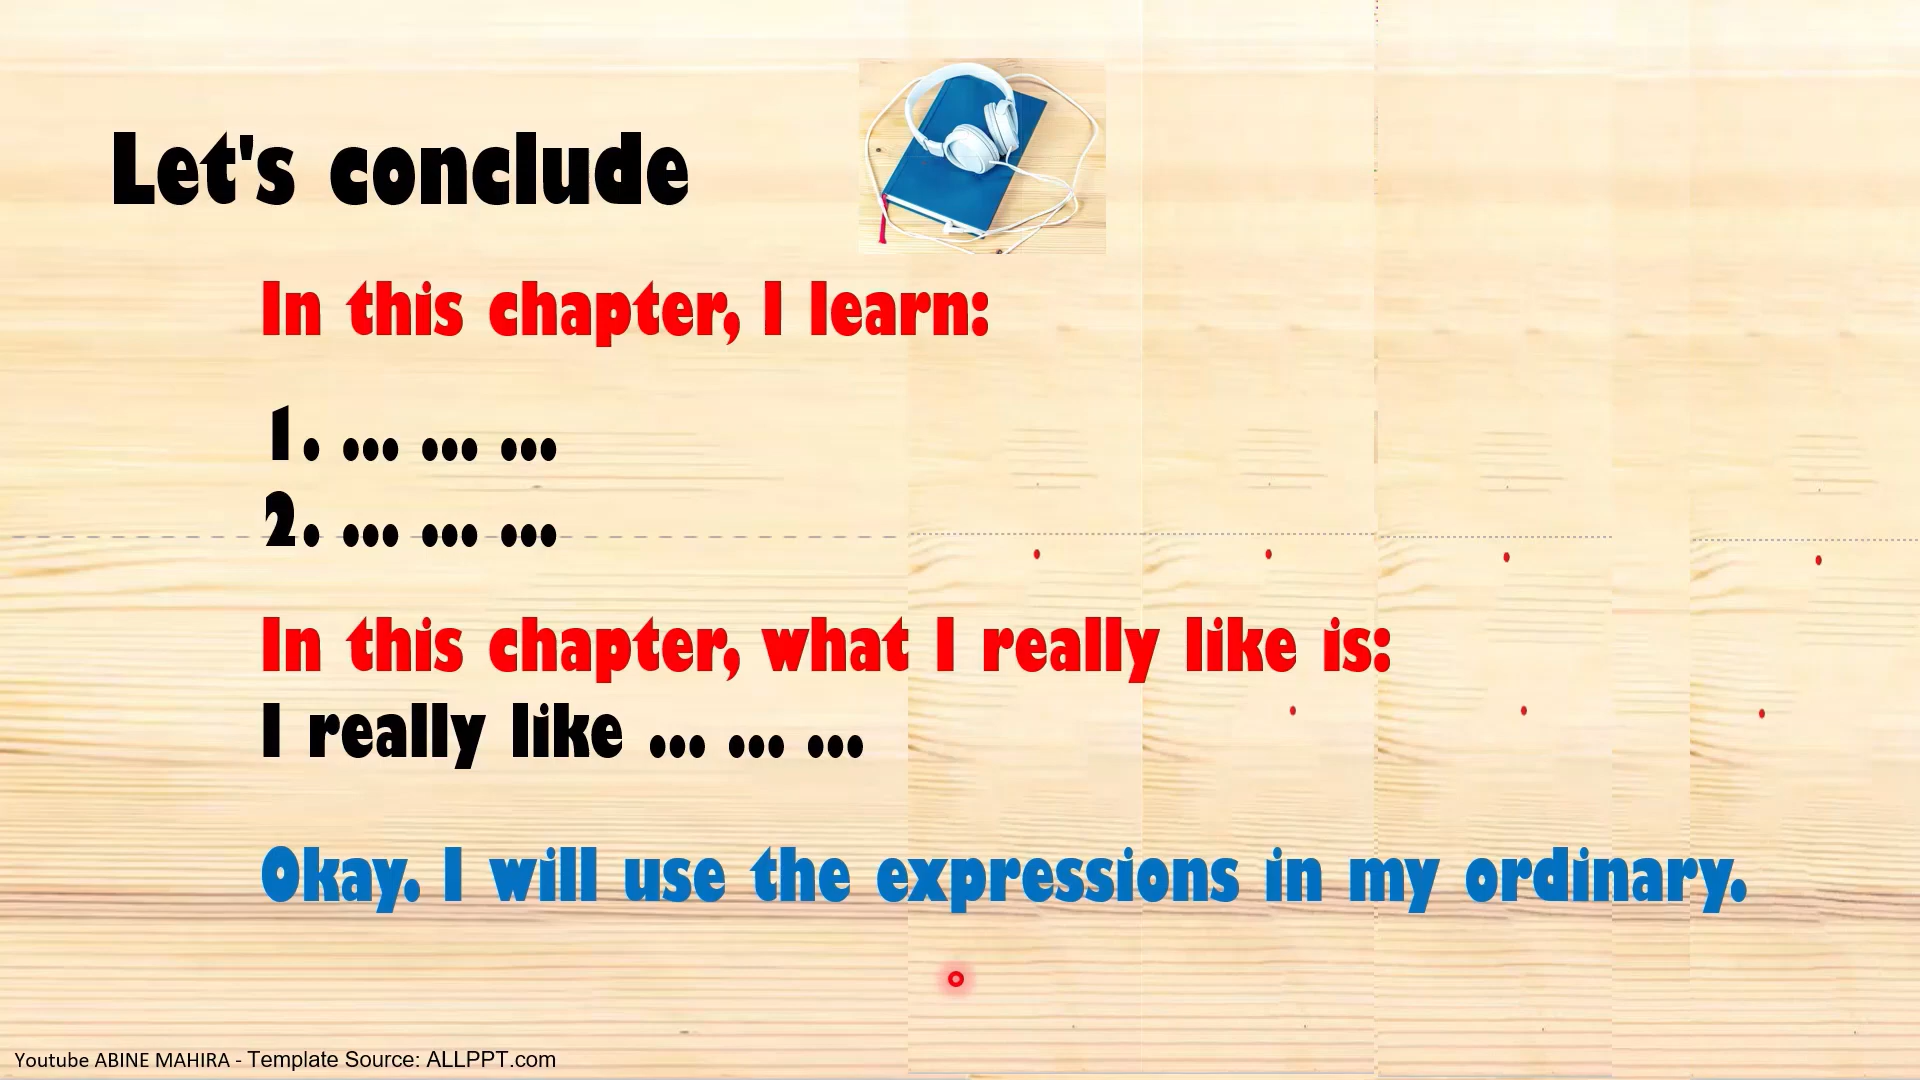 Let's conclude
In this chapter, I learn:
1. ... ... ...
2. ... ... ...
In this chapter, what I really like is:
I really like ... ... ...
Okay. I will use the expressions in my ordinary.
Youtube ABINE MAHIRA - Template Source: ALLPPT.com